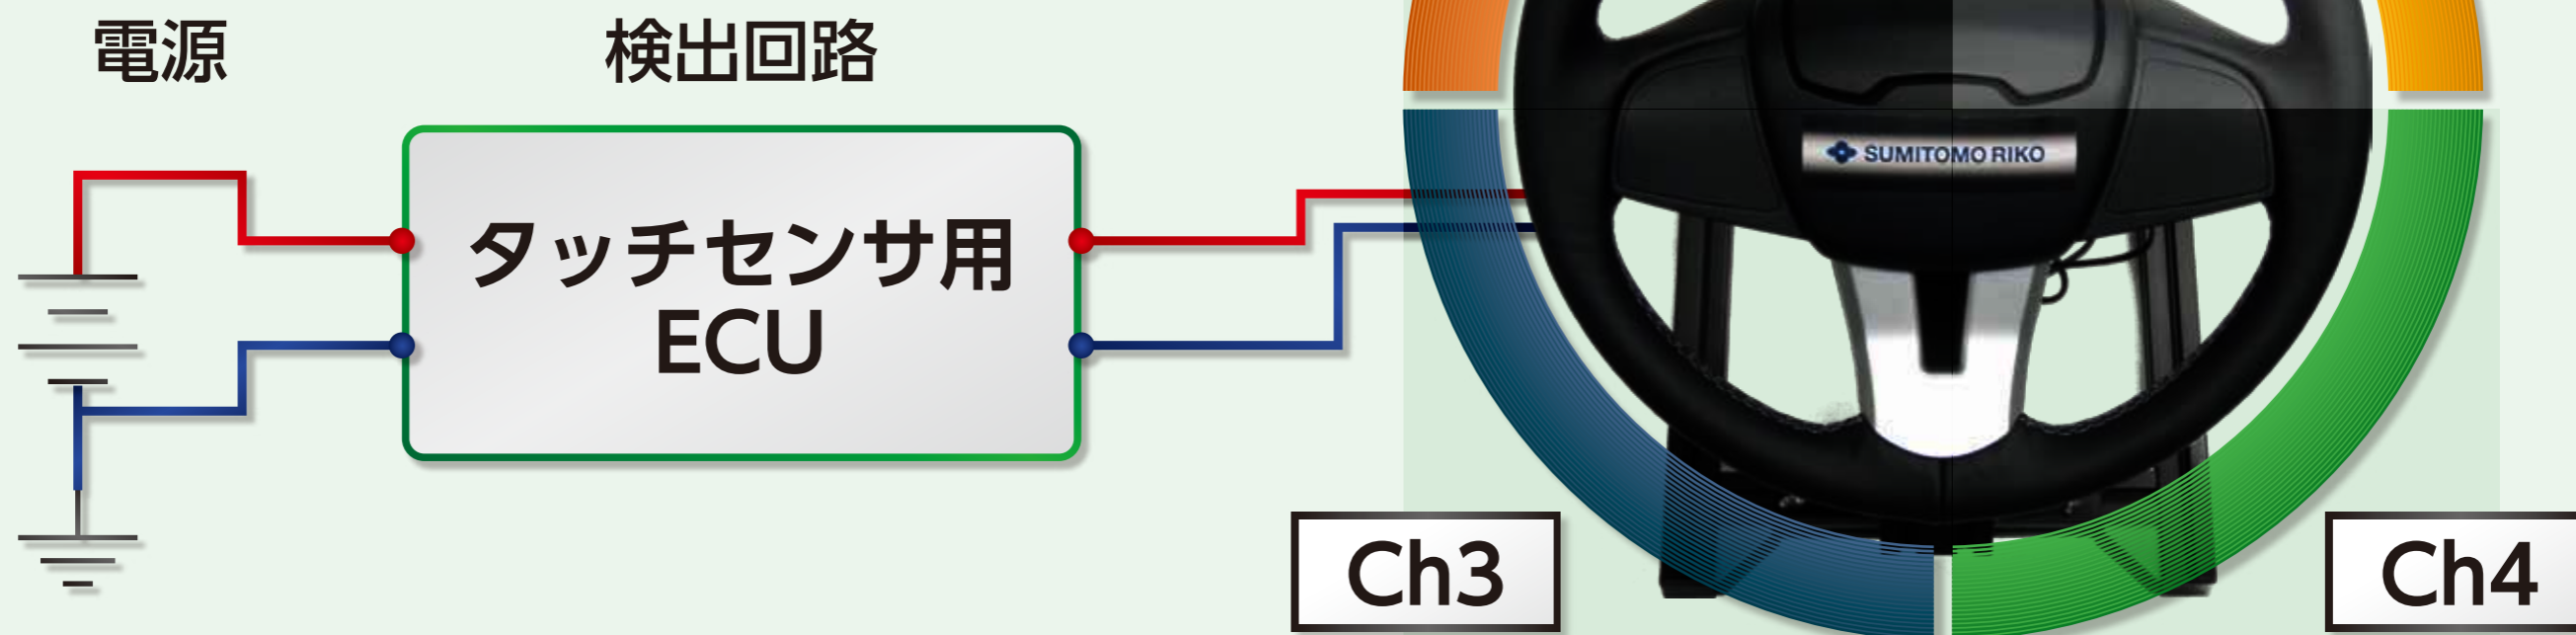 電源
検出回路
タッチセンサ用
ECU
SUMITOMO RIKO
Ch3
Ch4